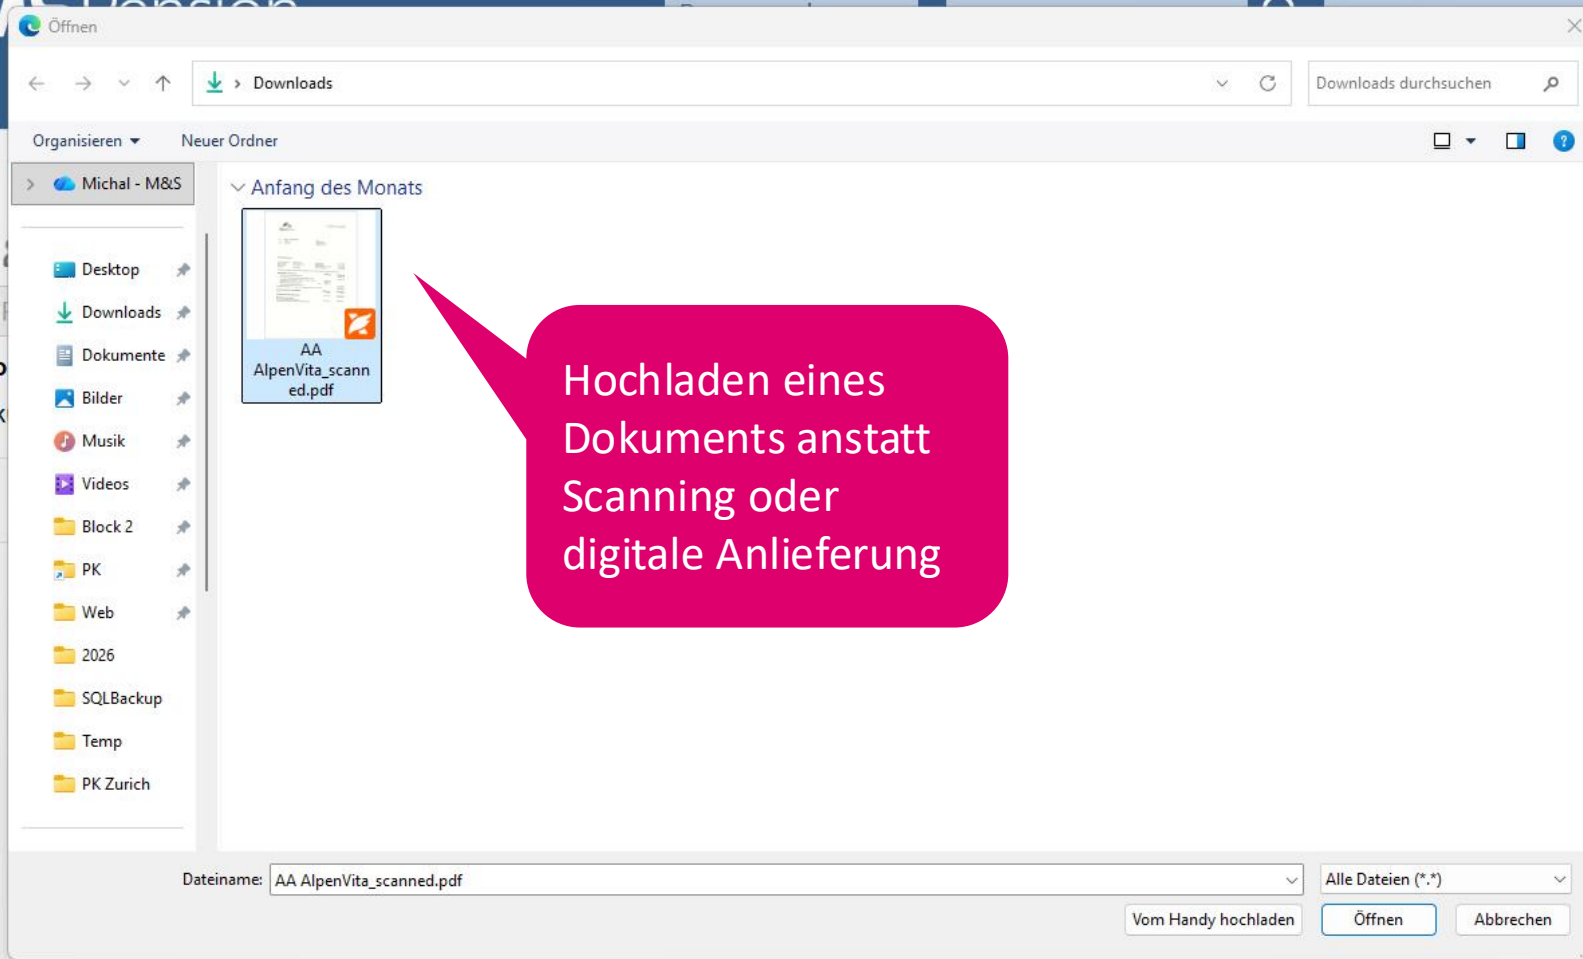 Pension
Öffnen
Downloads
Downloads durchsuchen
Organisieren
Neuer Ordner
Michal - M&S
Anfang des Monats
Desktop
Downloads
Dokumente
Bilder
Musik
Videos
Block 2
PK
Web
2026
SQLBackup
Temp
PK Zurich
AA
AlpenVita_scann
ed.pdf
Hochladen eines
Dokuments anstatt
Scanning oder
digitale Anlieferung
Dateiname:
AA AlpenVita_scanned.pdf
Alle Dateien (*.*)
Vom Handy hochladen
Öffnen
Abbrechen